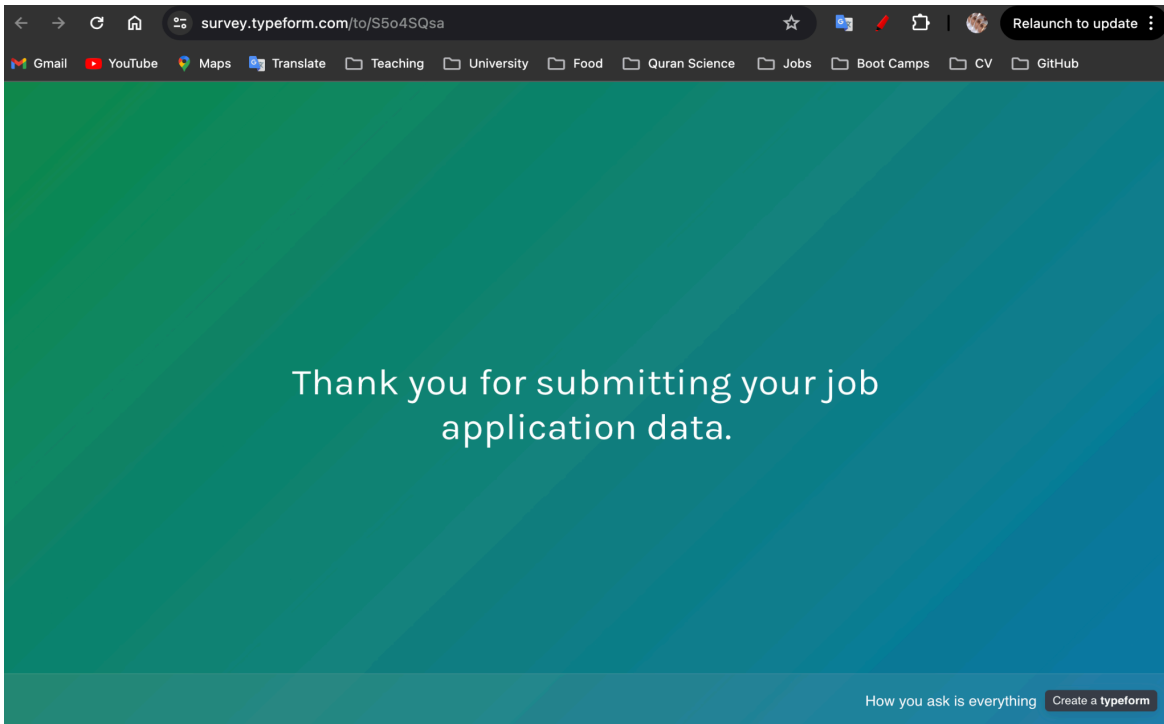 survey.typeform.com/to/S5o4SQsa
Relaunch to update
Gmail
YouTube
Maps
Translate
Teaching
University
Food
Quran Science
Jobs
Boot Camps
CV
GitHub
Thank you for submitting your job
application data.
How you ask is everything
Create a typeform